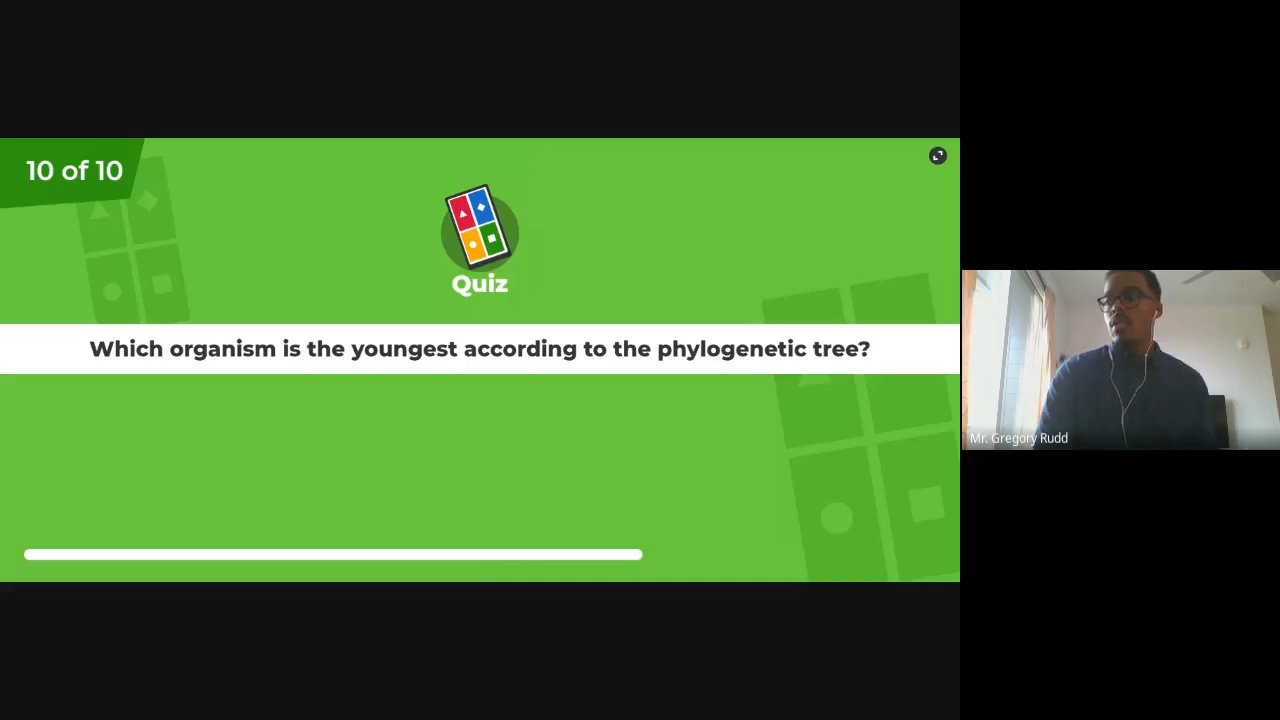 10 of 10
Quiz
Which organism is the youngest according to the phylogenetic tree?
Mr. Gregory Rudd